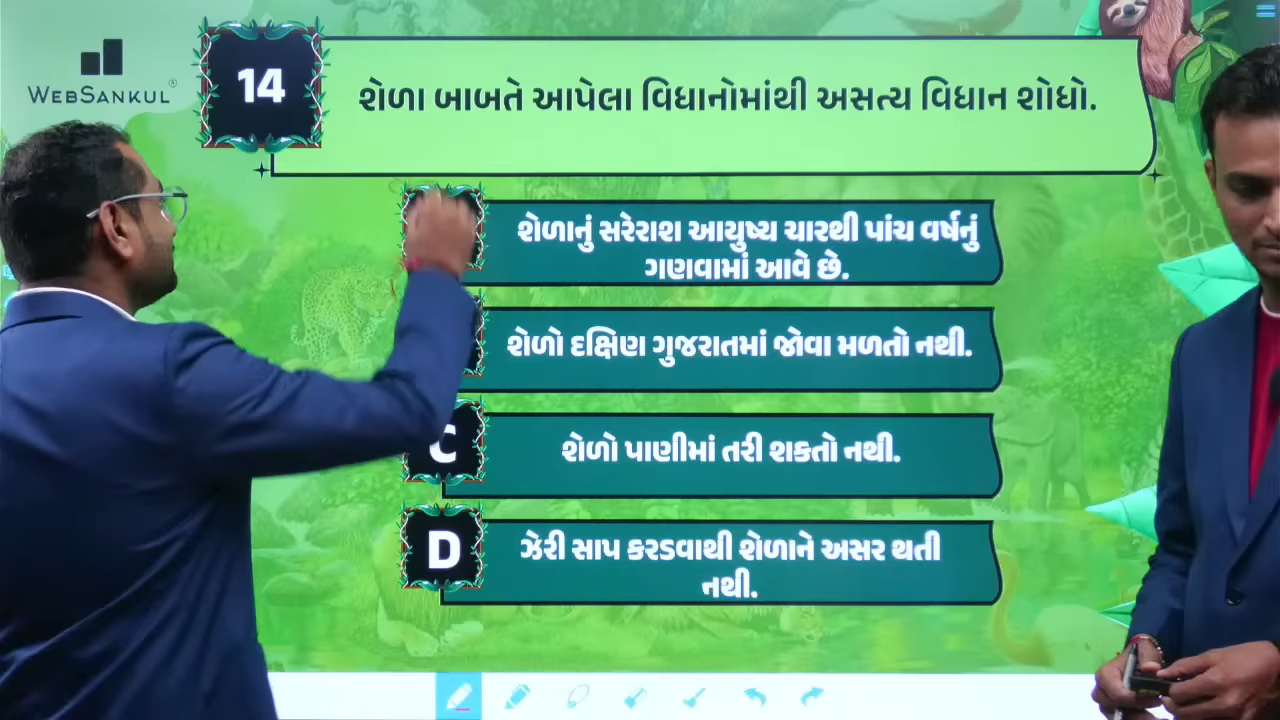 WEBSANKUL®
14
શેળા બાબતે આપેલા વિધાનોમાંથી અસત્ય વિધાન શોધો.
શેળાનું સરેરાશ આયુષ્ય ચારથી પાંચ વર્ષનું
ગણવામાં આવે છે.
શેળો દક્ષિણ ગુજરાતમાં જોવા મળતો નથી.
C
શેળો પાણીમાં તરી શકતો નથી.
D
ઝેરી સાપ કરડવાથી શેળાને અસર થતી
નથી.